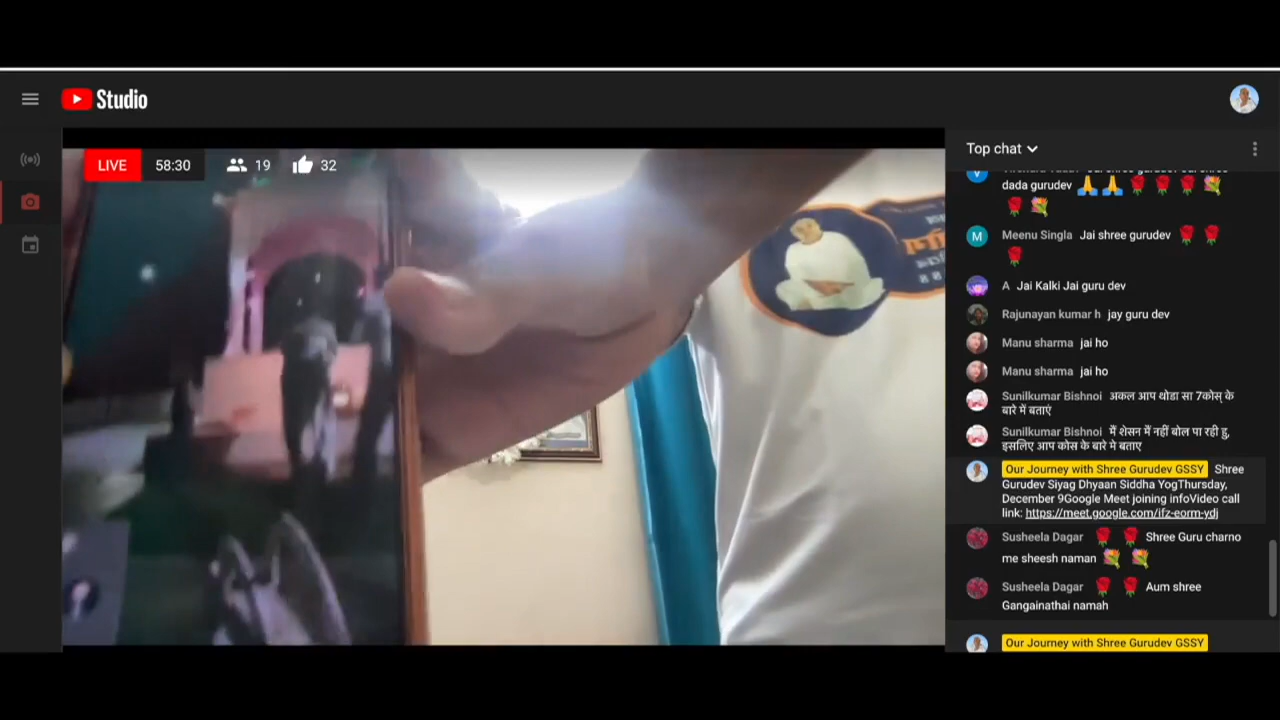 Studio
LIVE 58:30 19 32
Top chat
dada gurudev
Meenu Singla Jai shree gurudev
A Jai Kalki Jai guru dev
Rajunayan kumar h jay guru dev
Manu sharma jai ho
Manu sharma jai ho
Sunilkumar Bishnoi अकल आप थोडा सा 7कोस् के
बारे में बताएं
Sunilkumar Bishnoi मैं शेसन मैं नहीं बोल पा रही हु,
इसलिए आप कोस के बारे मे बताए
Our Journey with Shree Gurudev GSSY Shree
Gurudev Siyag Dhyaan Siddha YogThursday,
December 9Google Meet joining infoVideo call
link: https://meet.google.com/ifz-eorm-ydj
Susheela Dagar Shree Guru charno
me sheesh naman
Susheela Dagar Aum shree
Gangainathai namah
Our Journey with Shree Gurudev GSSY